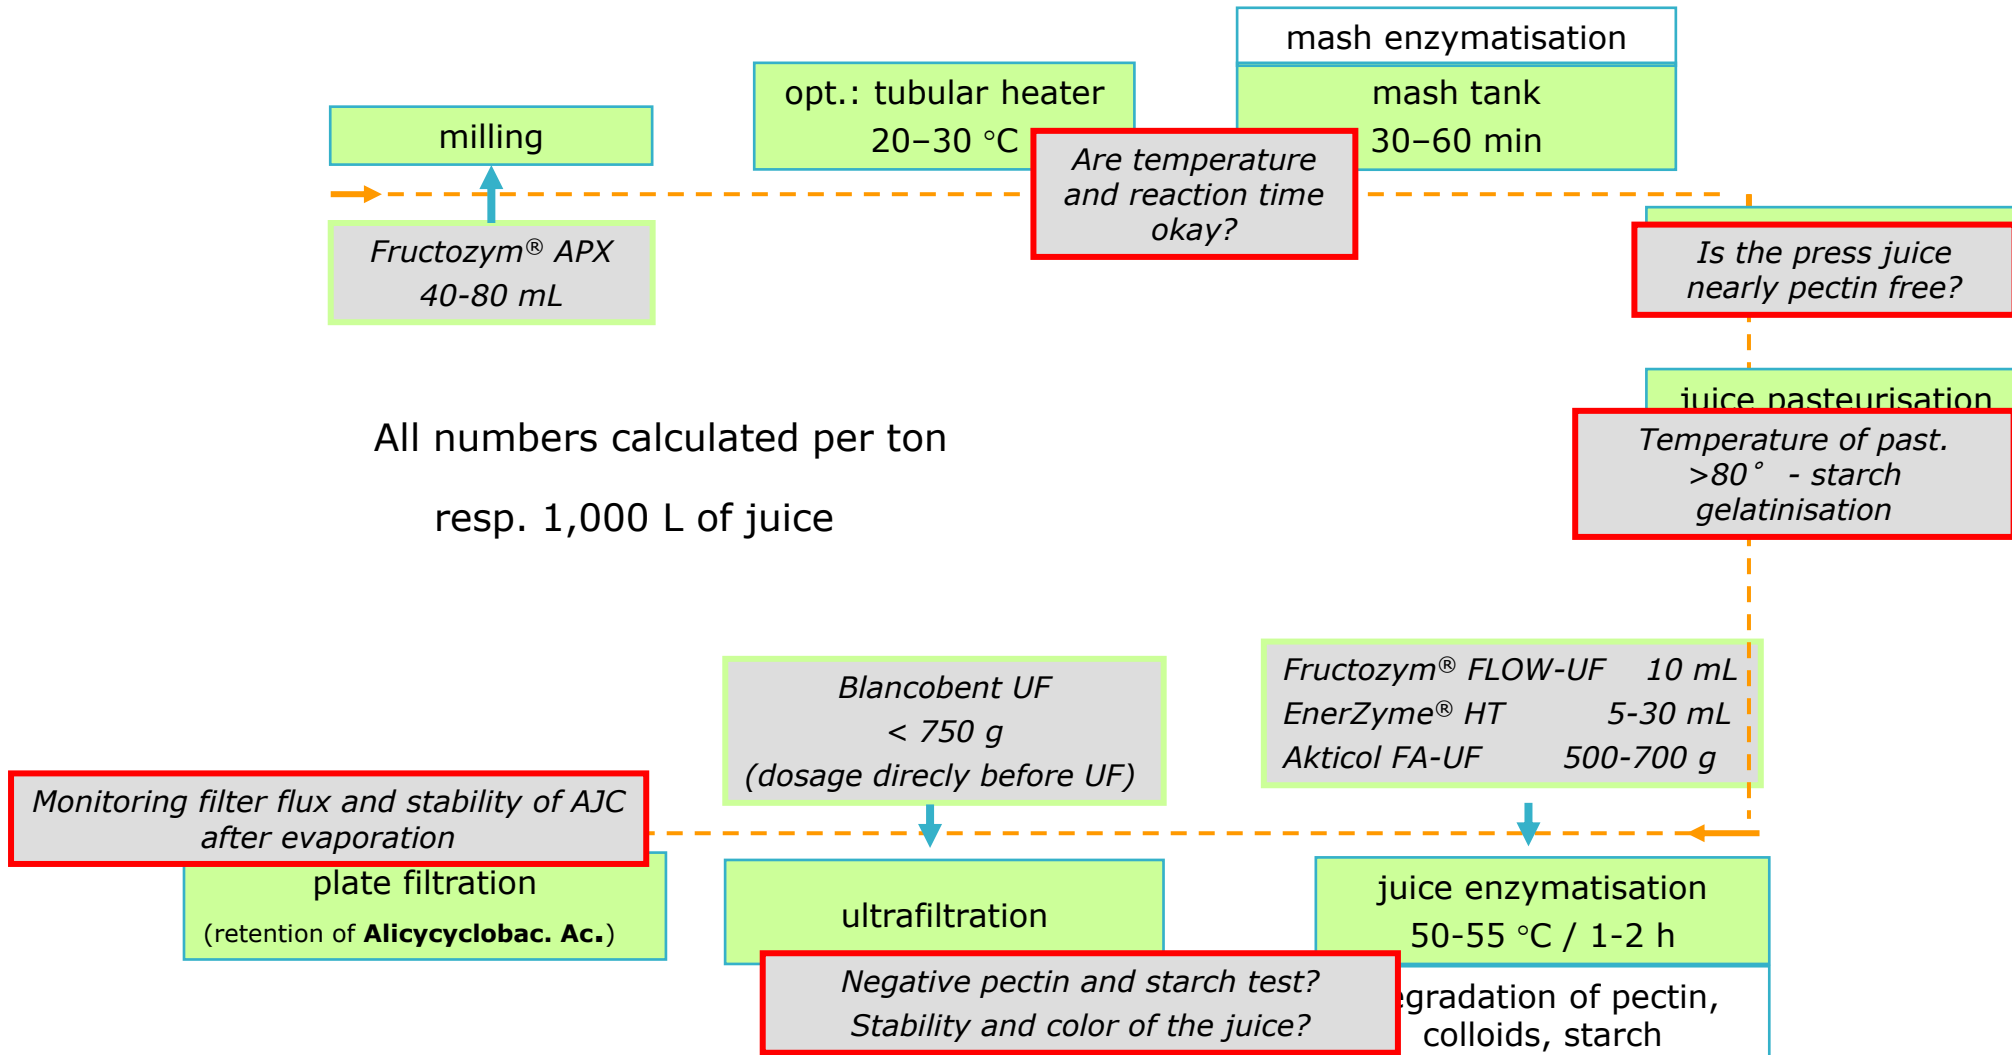 mash enzymatisation
opt.: tubular heater
20–30 °C
mash tank
30–60 min
milling
Are temperature
and reaction time
okay?
Fructozym® APX
40-80 mL
Is the press juice
nearly pectin free?
juice pasteurisation
Temperature of past.
>80° - starch
gelatinisation
All numbers calculated per ton
resp. 1,000 L of juice
Fructozym® FLOW-UF 10 mL
EnerZyme® HT 5-30 mL
Akticol FA-UF 500-700 g
Blancobent UF
< 750 g
(dosage direcly before UF)
Monitoring filter flux and stability of AJC
after evaporation
plate filtration
(retention of Alicycyclobac. Ac.)
ultrafiltration
juice enzymatisation
50-55 °C / 1-2 h
Negative pectin and starch test?
Stability and color of the juice?
egradation of pectin,
colloids, starch